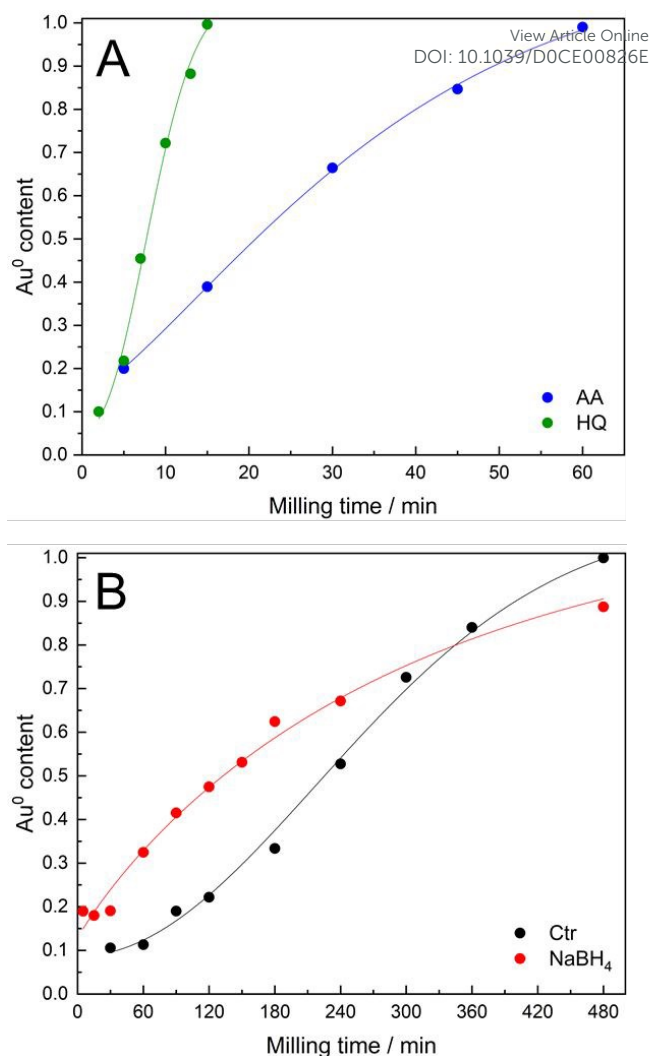 A
View Article Online
DOI: 10.1039/D0CE00826E
1.0
0.9
0.8
0.7
0.6
0.5
0.4
0.3
0.2
0.1
0.0
Au⁰ content
0 10 20 30 40 50 60
Milling time / min
AA
HQ
B
1.0
0.9
0.8
0.7
0.6
0.5
0.4
0.3
0.2
0.1
0.0
Au⁰ content
0 60 120 180 240 300 360 420 480
Milling time / min
Ctr
NaBH₄